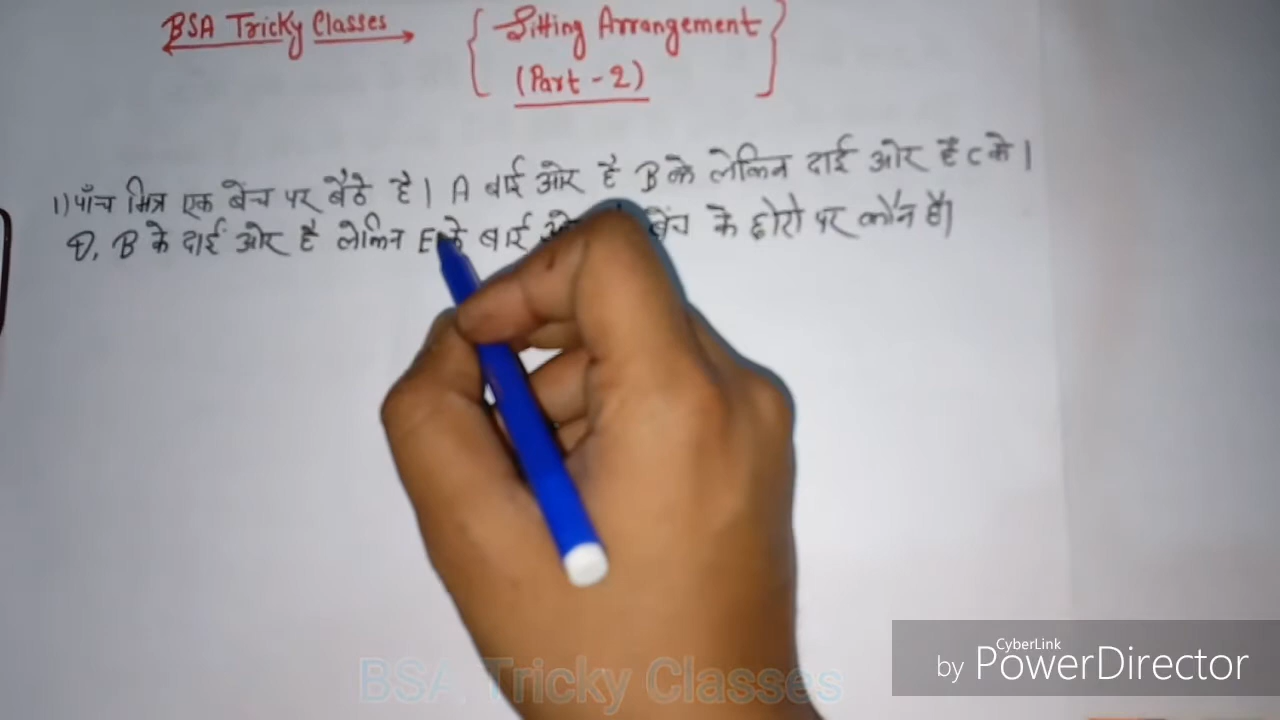 BSA Tricky Classes
Sitting Arrangement
(Part - 2)
1) पाँच मित्र एक बेंच पर बैठे है। A बाई ओर है B के लेकिन दाई ओर है C के।
D, B के दाई ओर है लेकिन E के बाई बेंच के छोरो पर कौन है।
CyberLink
by PowerDirector
BSA Tricky Classes